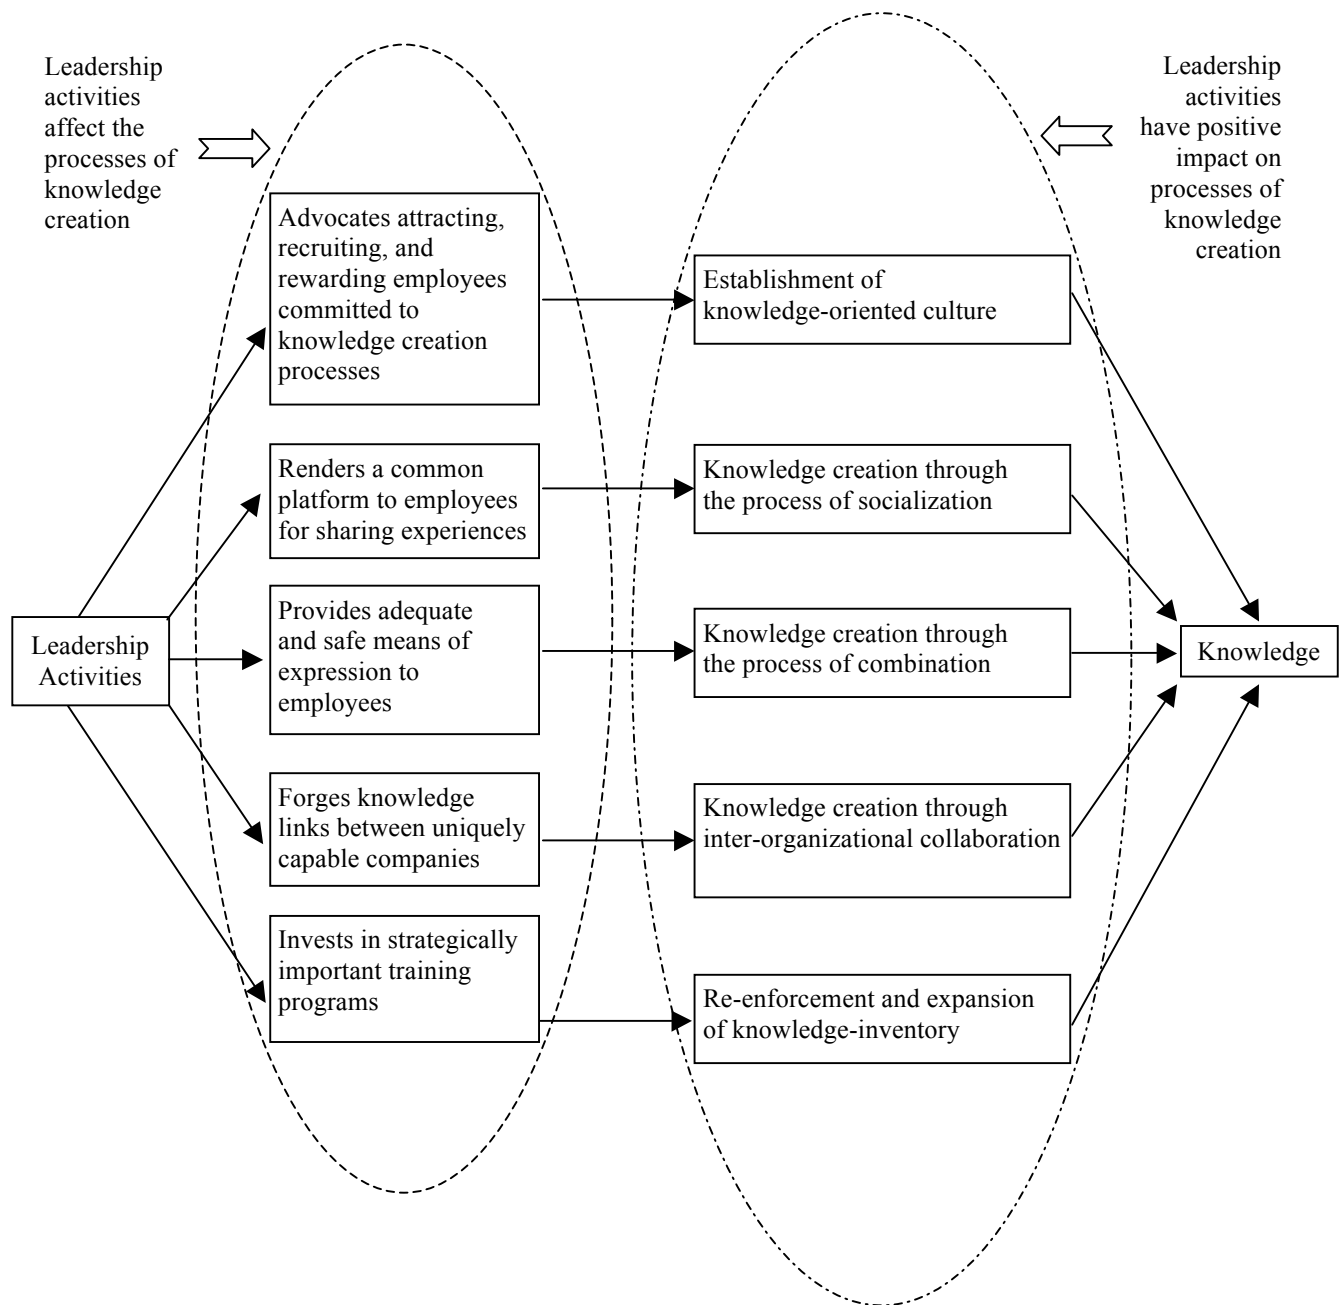 Leadership
activities
affect the
processes of
knowledge
creation
Leadership
activities
have positive
impact on
processes of
knowledge
creation
Advocates attracting,
recruiting, and
rewarding employees
committed to
knowledge creation
processes
Establishment of
knowledge-oriented culture
Renders a common
platform to employees
for sharing experiences
Knowledge creation through
the process of socialization
Leadership
Activities
Provides adequate
and safe means of
expression to
employees
Knowledge creation through
the process of combination
Knowledge
Forges knowledge
links between uniquely
capable companies
Knowledge creation through
inter-organizational collaboration
Invests in strategically
important training
programs
Re-enforcement and expansion
of knowledge-inventory